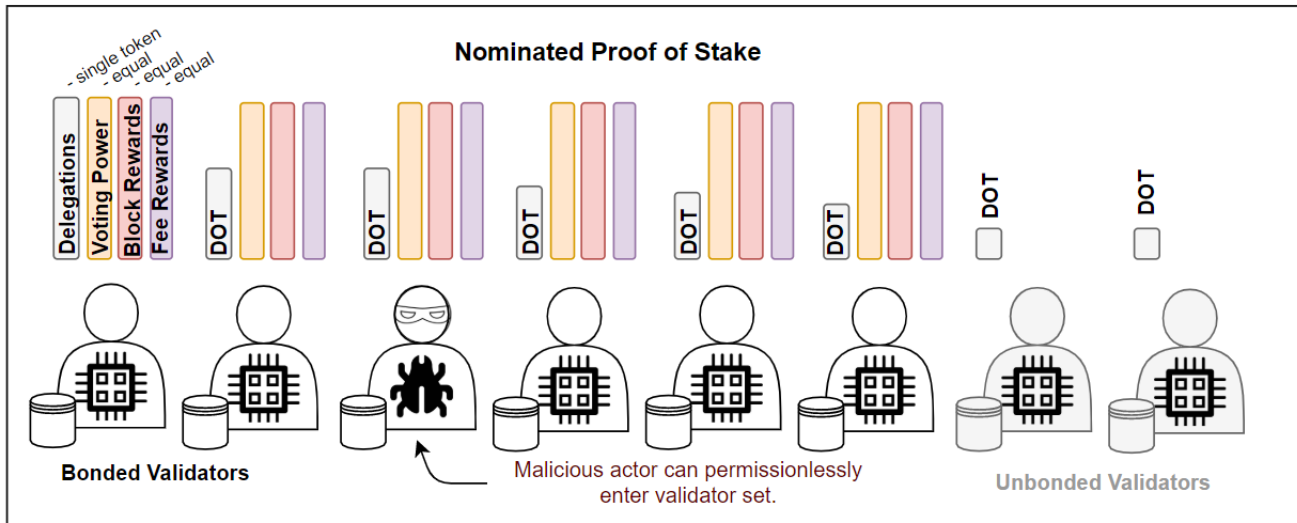 Nominated Proof of Stake
- single token
- equal
- equal
- equal
Delegations
Voting Power
Block Rewards
Fee Rewards
DOT
DOT
DOT
DOT
DOT
DOT
DOT
Bonded Validators
Malicious actor can permissionlessly
enter validator set.
Unbonded Validators